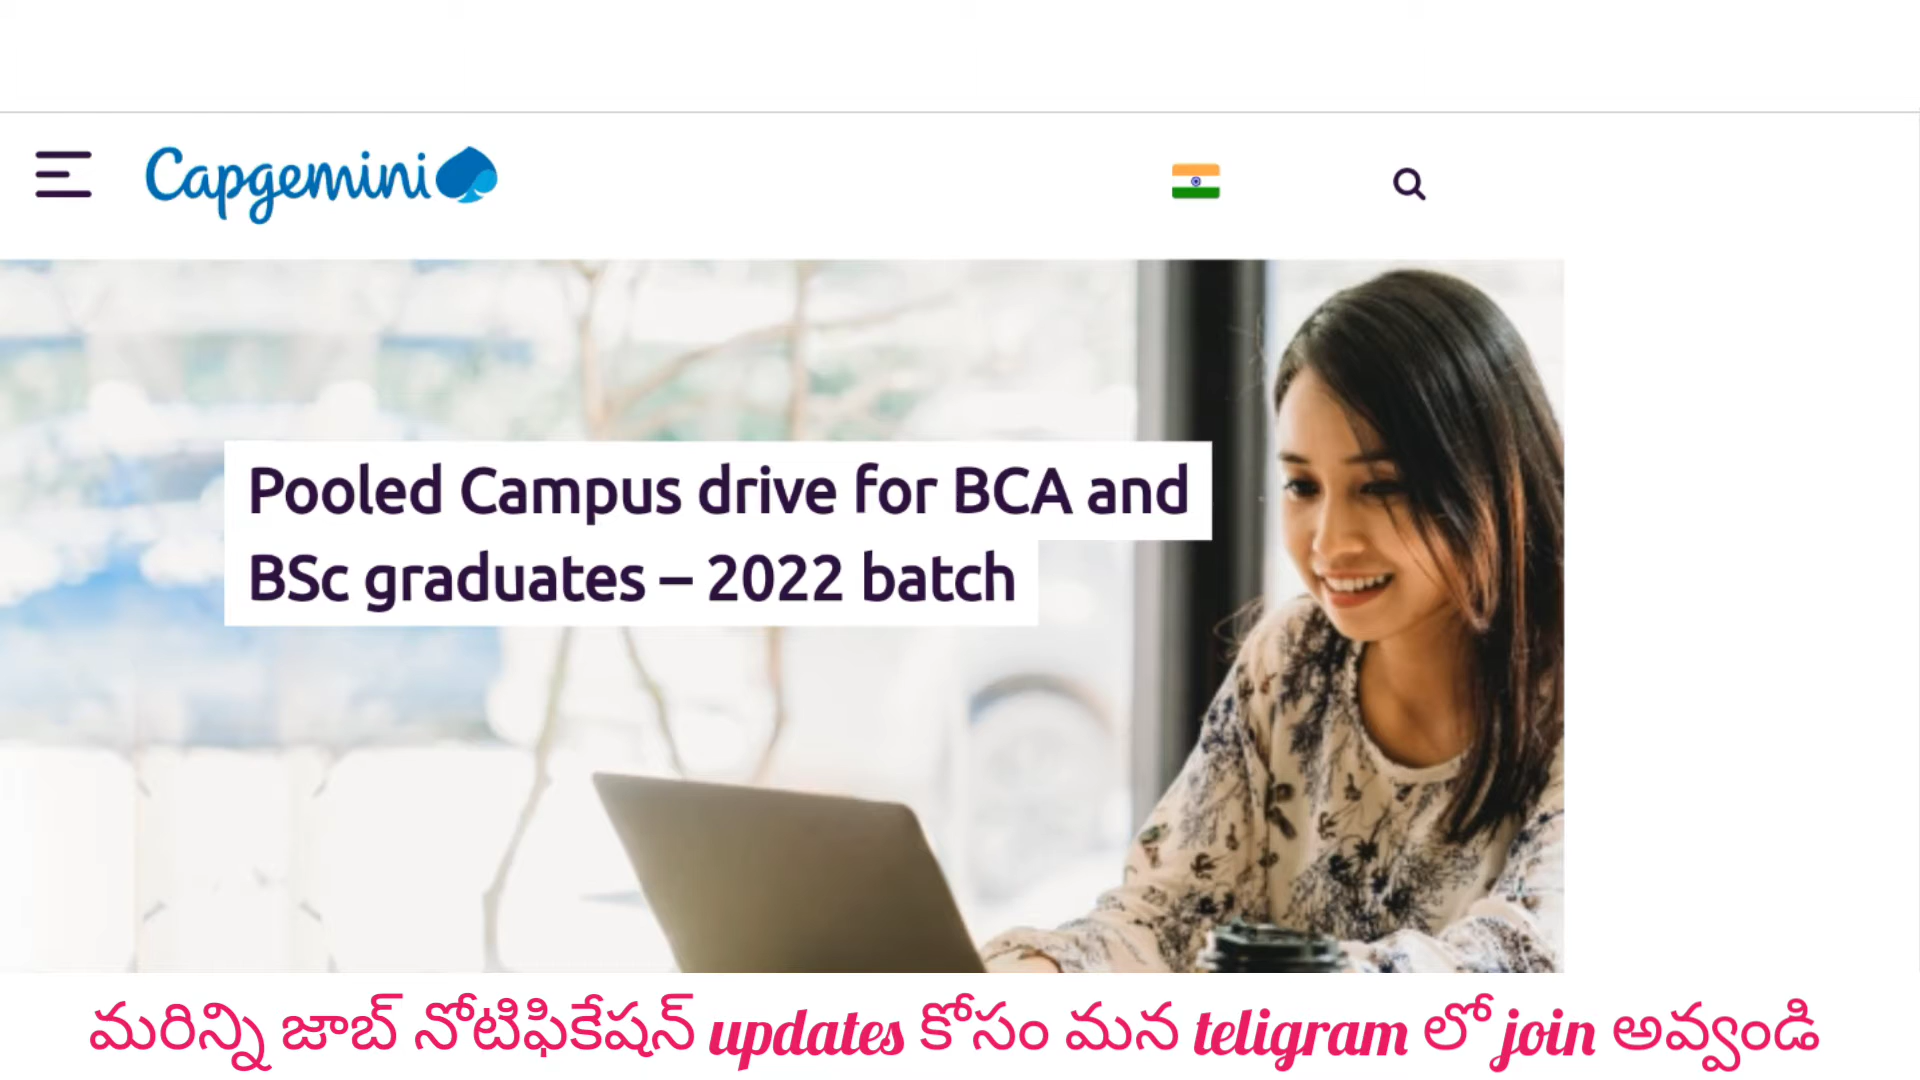 Capgemini
Pooled Campus drive for BCA and
BSc graduates – 2022 batch
మరిన్ని జాబ్ నోటిఫికేషన్ updates కోసం మన teligram లో join అవ్వండి